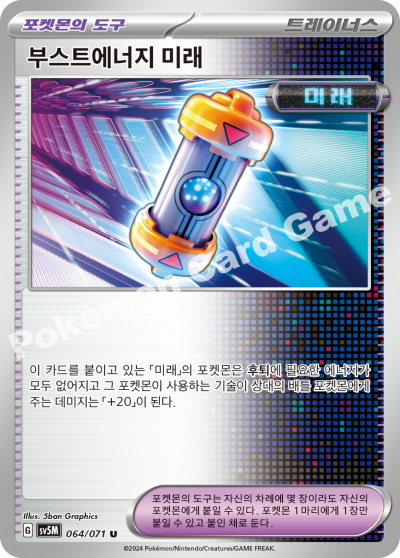 포켓몬의 도구
트레이너스
부스트에너지 미래
미래
Pokémon Card Game
이 카드를 붙이고 있는 「미래」의 포켓몬은 후퇴에 필요한 에너지가
모두 없어지고 그 포켓몬이 사용하는 기술이 상대의 배틀 포켓몬에게
주는 데미지는 「+20」이 된다.
포켓몬의 도구는 자신의 차례에 몇 장이라도 자신의
포켓몬에게 붙일 수 있다. 포켓몬 1마리에게 1장만
붙일 수 있고 붙인 채로 둔다.
Illus. 5ban Graphics
G sv5M 064/071 U
©2024 Pokémon/Nintendo/Creatures/GAME FREAK.